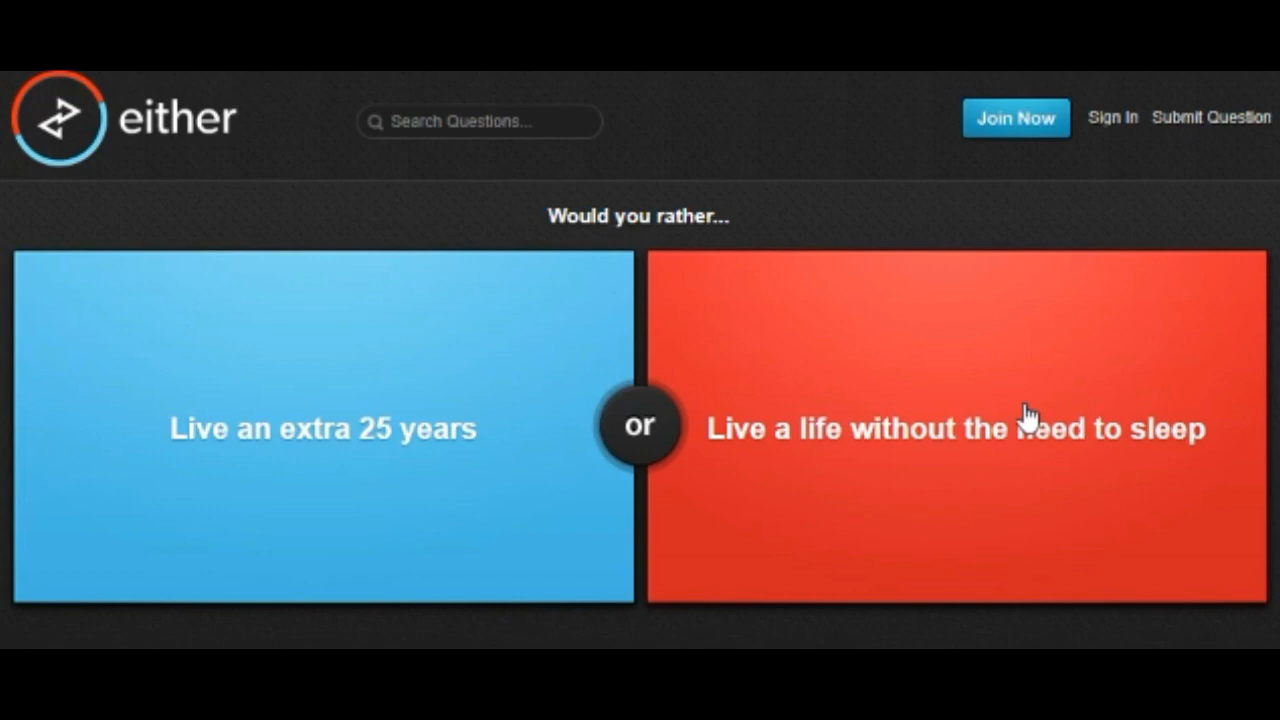 either
Search Questions...
Join Now
Sign In
Submit Question
Would you rather...
Live an extra 25 years
or
Live a life without the need to sleep